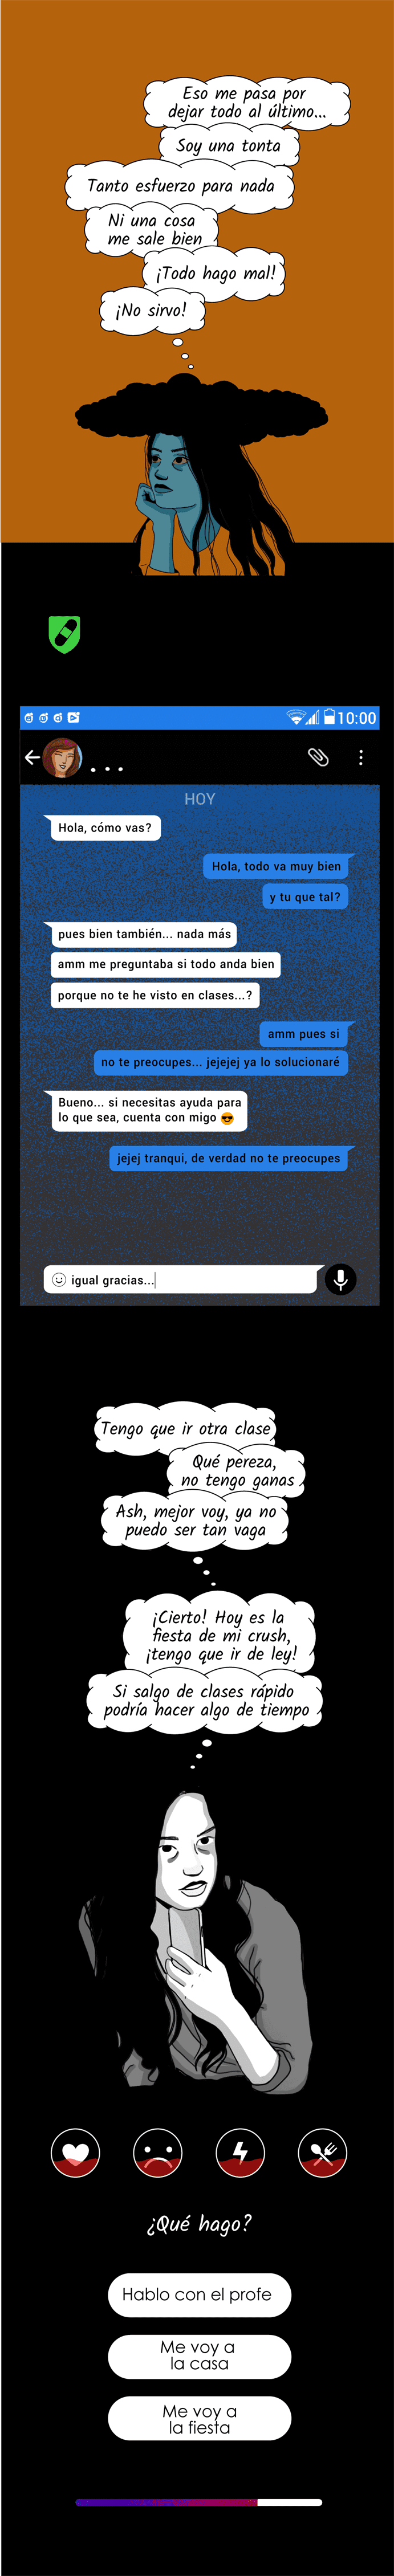 Eso me pasa por
dejar todo al último...
Soy una tonta
Tanto esfuerzo para nada
Ni una cosa
me sale bien
¡Todo hago mal!
¡No sirvo!
10:00
...
HOY
Hola, cómo vas?
Hola, todo va muy bien
y tu que tal?
pues bien también... nada más
amm me preguntaba si todo anda bien
porque no te he visto en clases...?
amm pues si
no te preocupes... jejejej ya lo solucionaré
Bueno... si necesitas ayuda para
lo que sea, cuenta con migo 😎
jejej tranqui, de verdad no te preocupes
igual gracias...
Tengo que ir otra clase
Qué pereza,
no tengo ganas
Ash, mejor voy, ya no
puedo ser tan vaga
¡Cierto! Hoy es la
fiesta de mi crush,
¡tengo que ir de ley!
Si salgo de clases rápido
podría hacer algo de tiempo
¿Qué hago?
Hablo con el profe
Me voy a
la casa
Me voy a
la fiesta